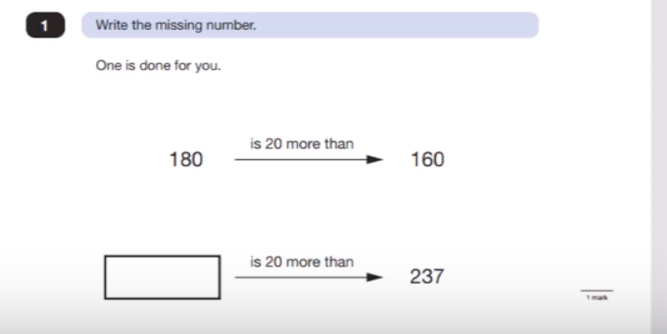 1 Write the missing number.
One is done for you.
is 20 more than
180 160
is 20 more than
237
1 mark